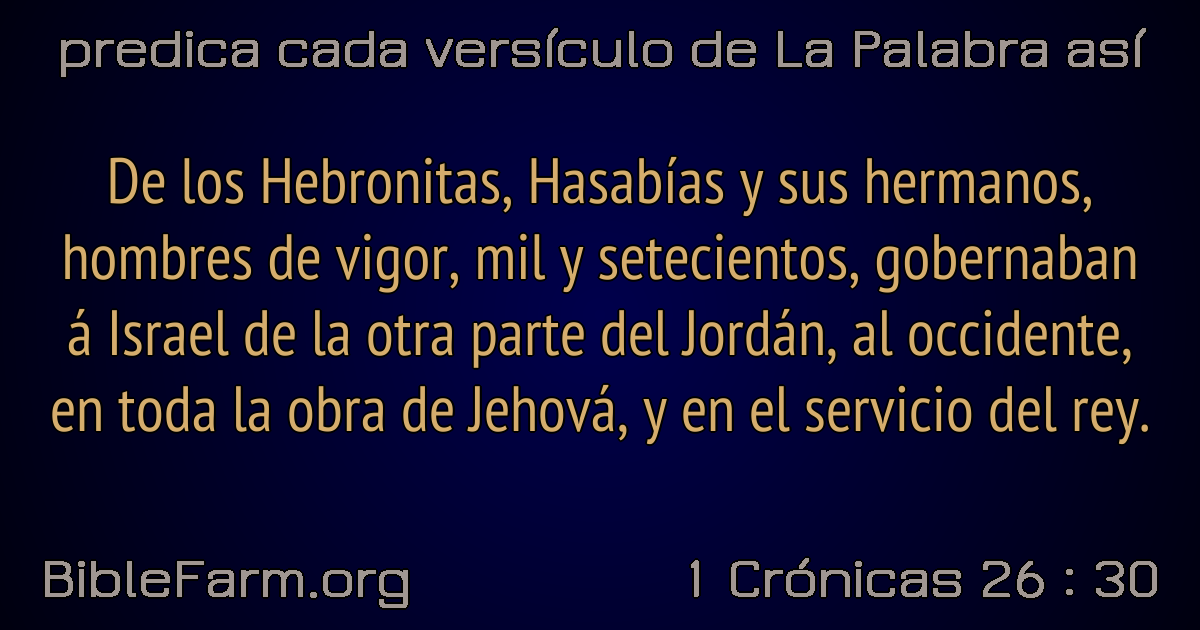 predica cada versículo de La Palabra así
De los Hebronitas, Hasabías y sus hermanos,
hombres de vigor, mil y setecientos, gobernaban
á Israel de la otra parte del Jordán, al occidente,
en toda la obra de Jehová, y en el servicio del rey.
BibleFarm.org
1 Crónicas 26 : 30